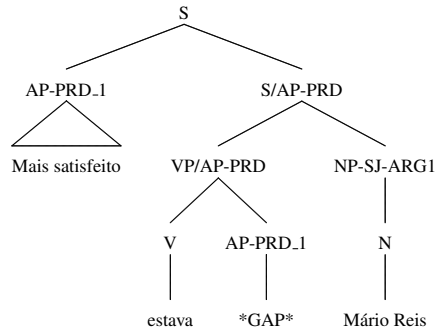 S
AP-PRD_1 S/AP-PRD
Mais satisfeito VP/AP-PRD NP-SJ-ARG1
V AP-PRD_1 N
estava *GAP* Mário Reis